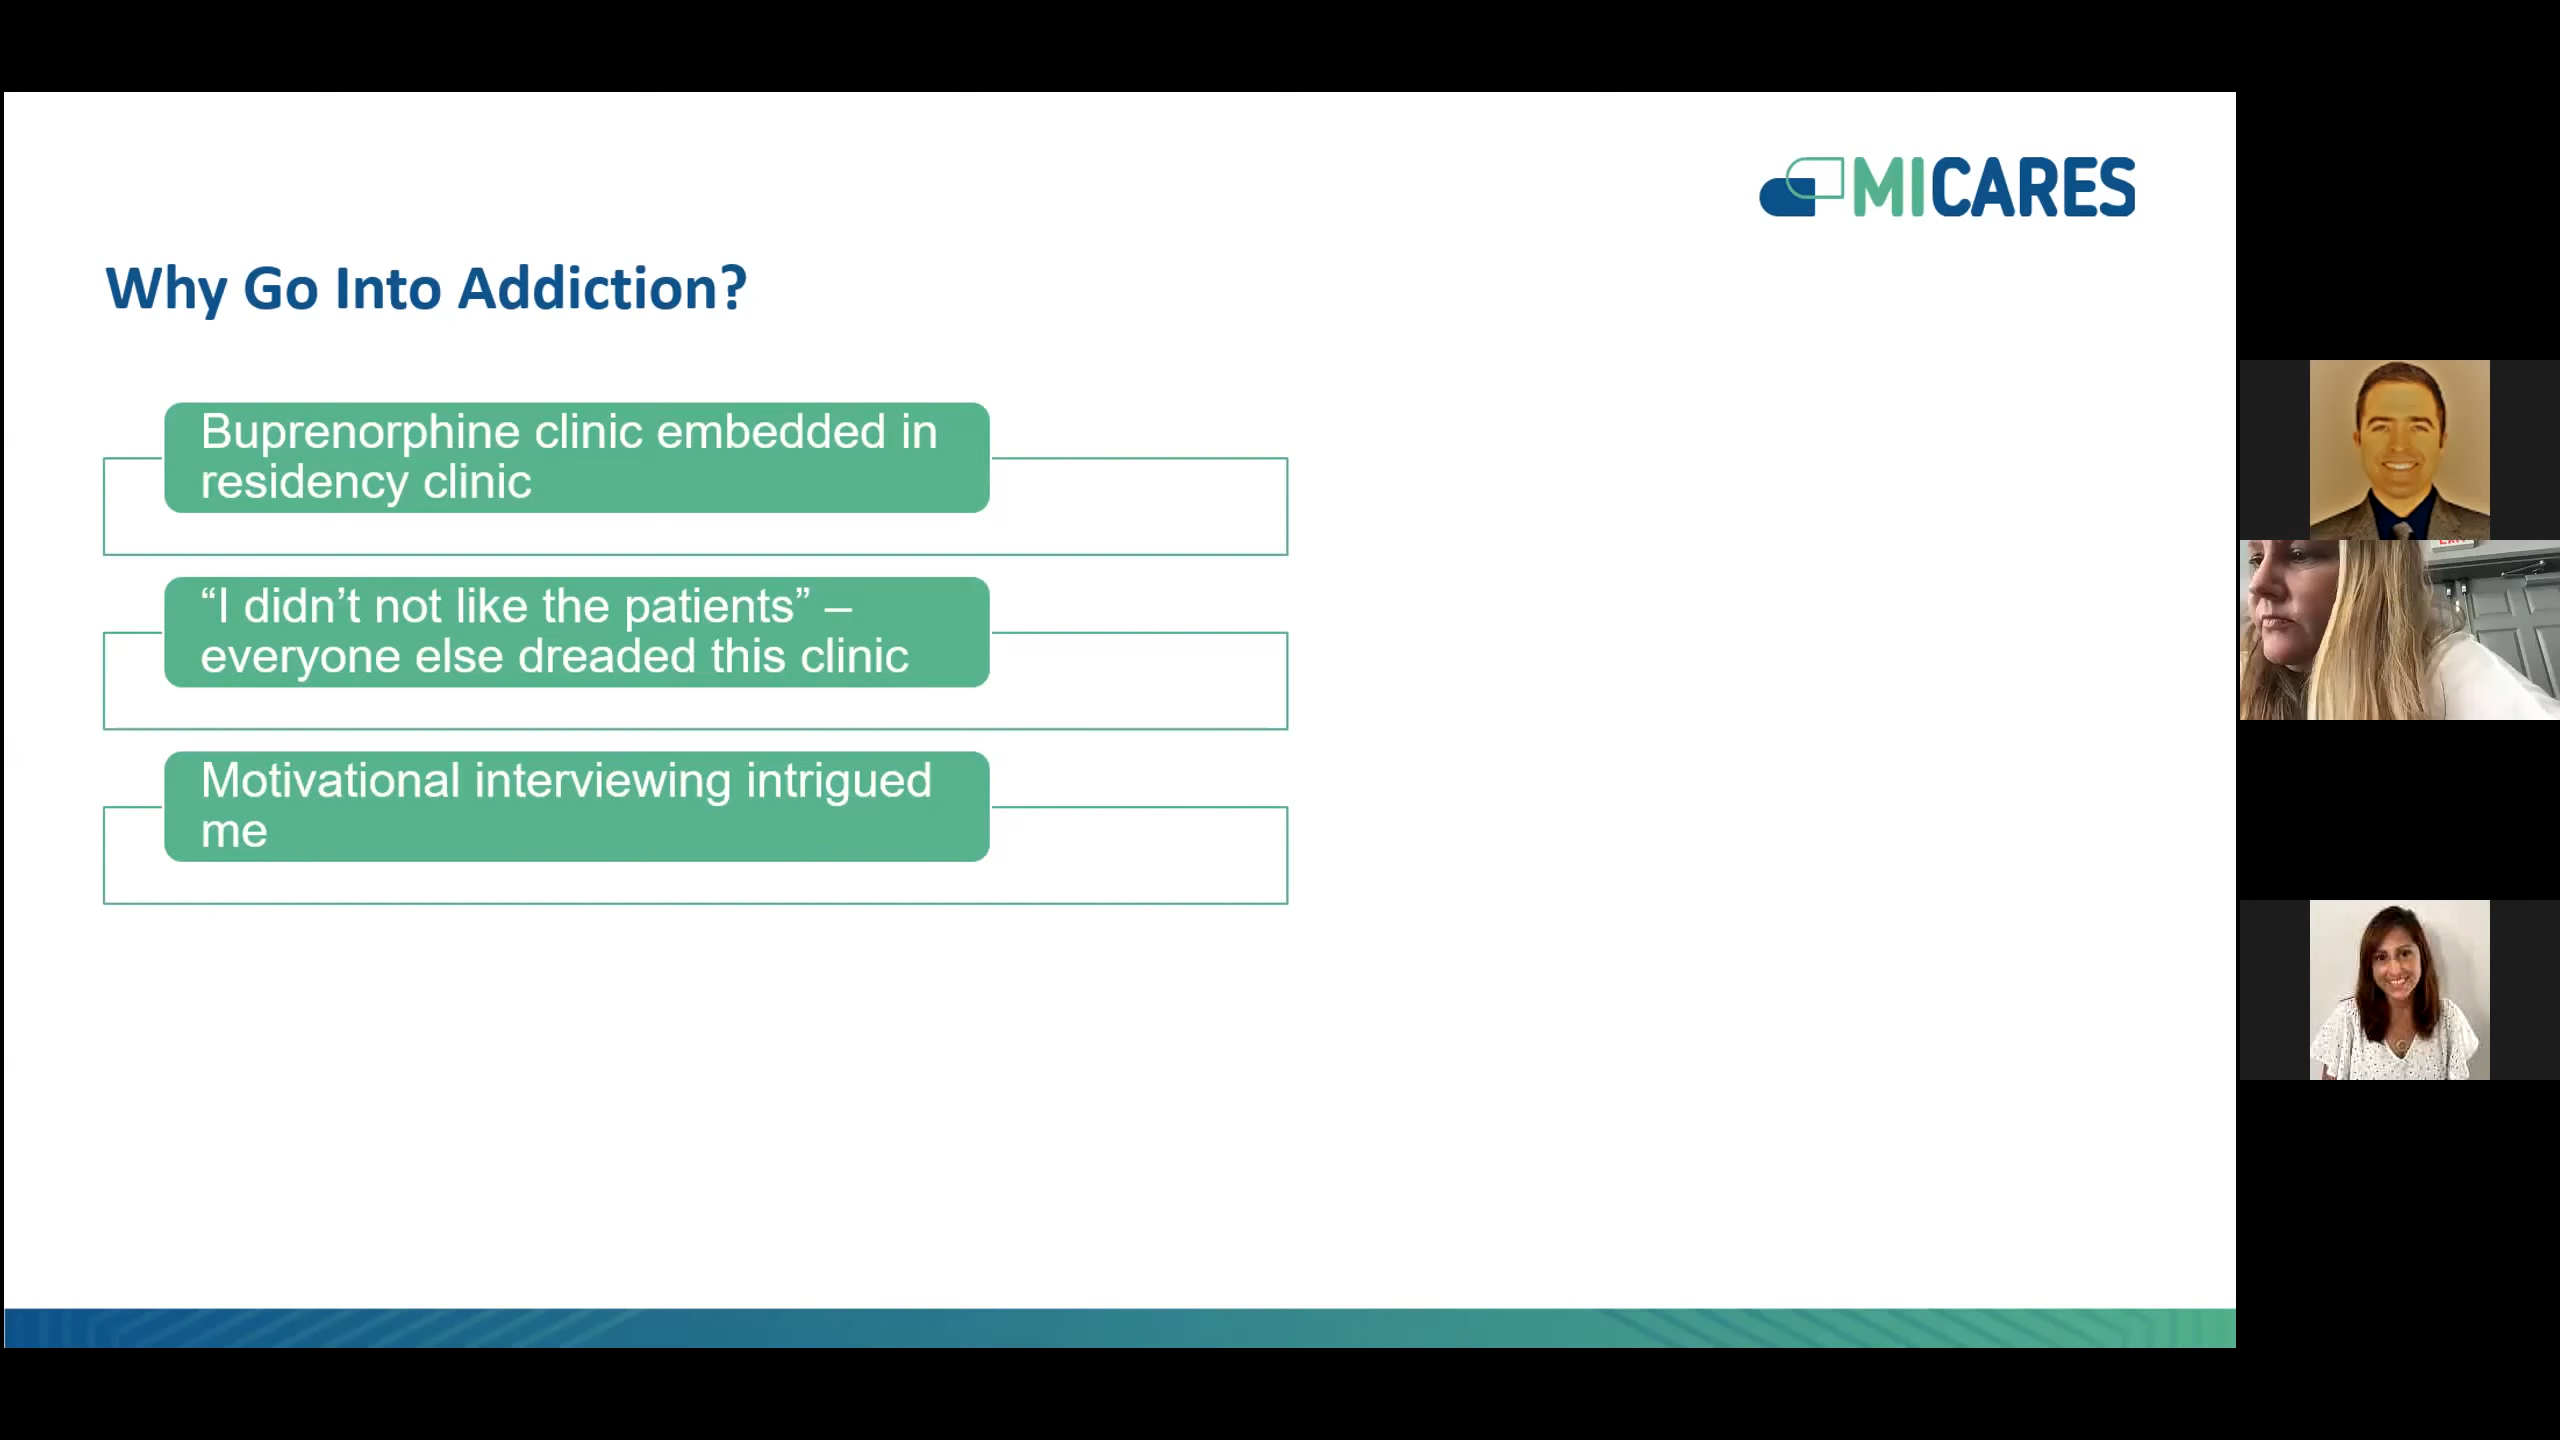 MICARES
Why Go Into Addiction?
Buprenorphine clinic embedded in
residency clinic
“I didn’t not like the patients” –
everyone else dreaded this clinic
Motivational interviewing intrigued
me